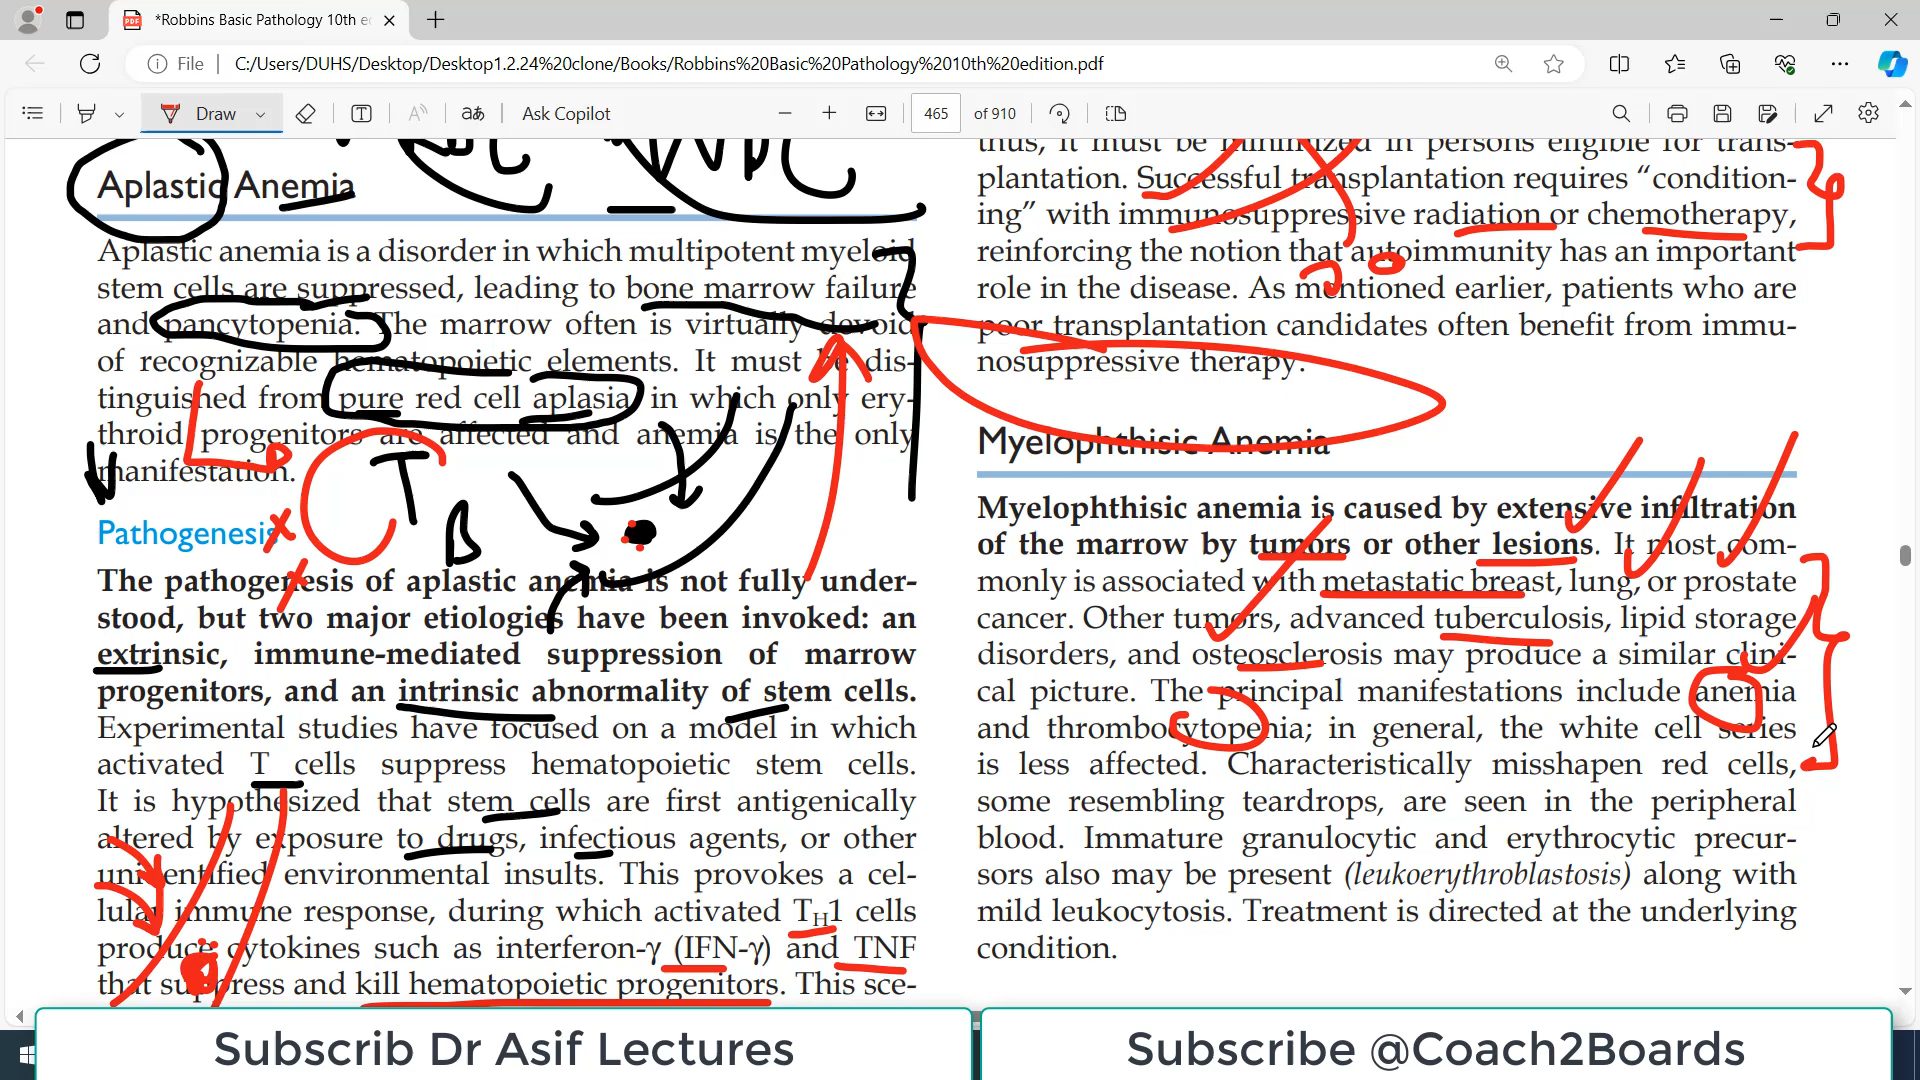 *Robbins Basic Pathology 10th ed
File
C:/Users/DUHS/Desktop/Desktop1.2.24%20clone/Books/Robbins%20Basic%20Pathology%2010th%20edition.pdf
Draw
Ask Copilot
465 of 910
Aplastic Anemia
Aplastic anemia is a disorder in which multipotent myeloid
stem cells are suppressed, leading to bone marrow failure
and pancytopenia. The marrow often is virtually devoid
of recognizable hematopoietic elements. It must be dis-
tinguished from pure red cell aplasia, in which only ery-
throid progenitors are affected and anemia is the only
manifestation.
T
B
Pathogenesis
The pathogenesis of aplastic anemia is not fully under-
stood, but two major etiologies have been invoked: an
extrinsic, immune-mediated suppression of marrow
progenitors, and an intrinsic abnormality of stem cells.
Experimental studies have focused on a model in which
activated T cells suppress hematopoietic stem cells.
It is hypothesized that stem cells are first antigenically
altered by exposure to drugs, infectious agents, or other
unidentified environmental insults. This provokes a cel-
lular immune response, during which activated TH1 cells
produce cytokines such as interferon-γ (IFN-γ) and TNF
that suppress and kill hematopoietic progenitors. This sce-
thus, it must be minimized in persons eligible for trans-
plantation. Successful transplantation requires “condition-
ing” with immunosuppressive radiation or chemotherapy,
reinforcing the notion that autoimmunity has an important
role in the disease. As mentioned earlier, patients who are
poor transplantation candidates often benefit from immu-
nosuppressive therapy.
Myelophthisic Anemia
Myelophthisic anemia is caused by extensive infiltration
of the marrow by tumors or other lesions. It most com-
monly is associated with metastatic breast, lung, or prostate
cancer. Other tumors, advanced tuberculosis, lipid storage
disorders, and osteosclerosis may produce a similar clini-
cal picture. The principal manifestations include anemia
and thrombocytopenia; in general, the white cell series
is less affected. Characteristically misshapen red cells,
some resembling teardrops, are seen in the peripheral
blood. Immature granulocytic and erythrocytic precur-
sors also may be present (leukoerythroblastosis) along with
mild leukocytosis. Treatment is directed at the underlying
condition.
Subscrib Dr Asif Lectures
Subscribe @Coach2Boards